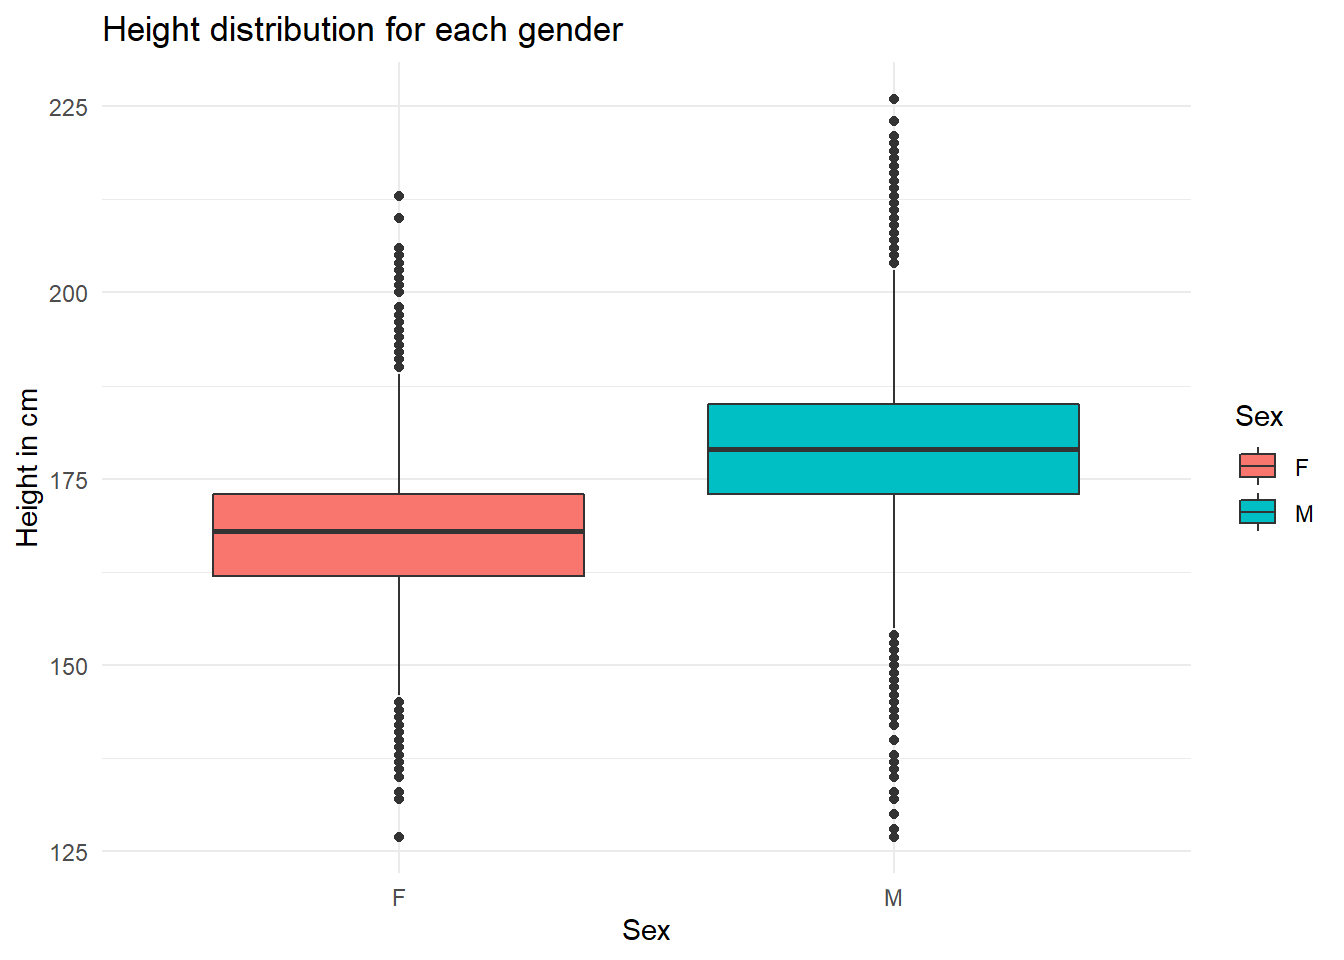 Height distribution for each gender
225
200
175
150
125
Height in cm
F
M
Sex
Sex
F
M